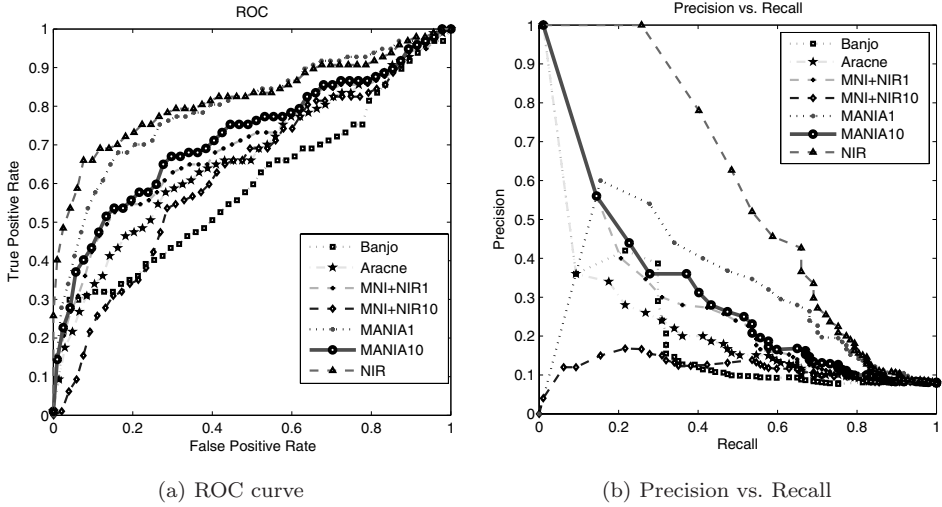 ROC
1
0.9
0.8
0.7
0.6
0.5
0.4
0.3
0.2
0.1
0
True Positive Rate
0 0.2 0.4 0.6 0.8 1
False Positive Rate
Banjo
Aracne
MNI+NIR1
MNI+NIR10
MANIA1
MANIA10
NIR
(a) ROC curve
Precision vs. Recall
1
0.9
0.8
0.7
0.6
0.5
0.4
0.3
0.2
0.1
0
Precision
0 0.2 0.4 0.6 0.8 1
Recall
Banjo
Aracne
MNI+NIR1
MNI+NIR10
MANIA1
MANIA10
NIR
(b) Precision vs. Recall